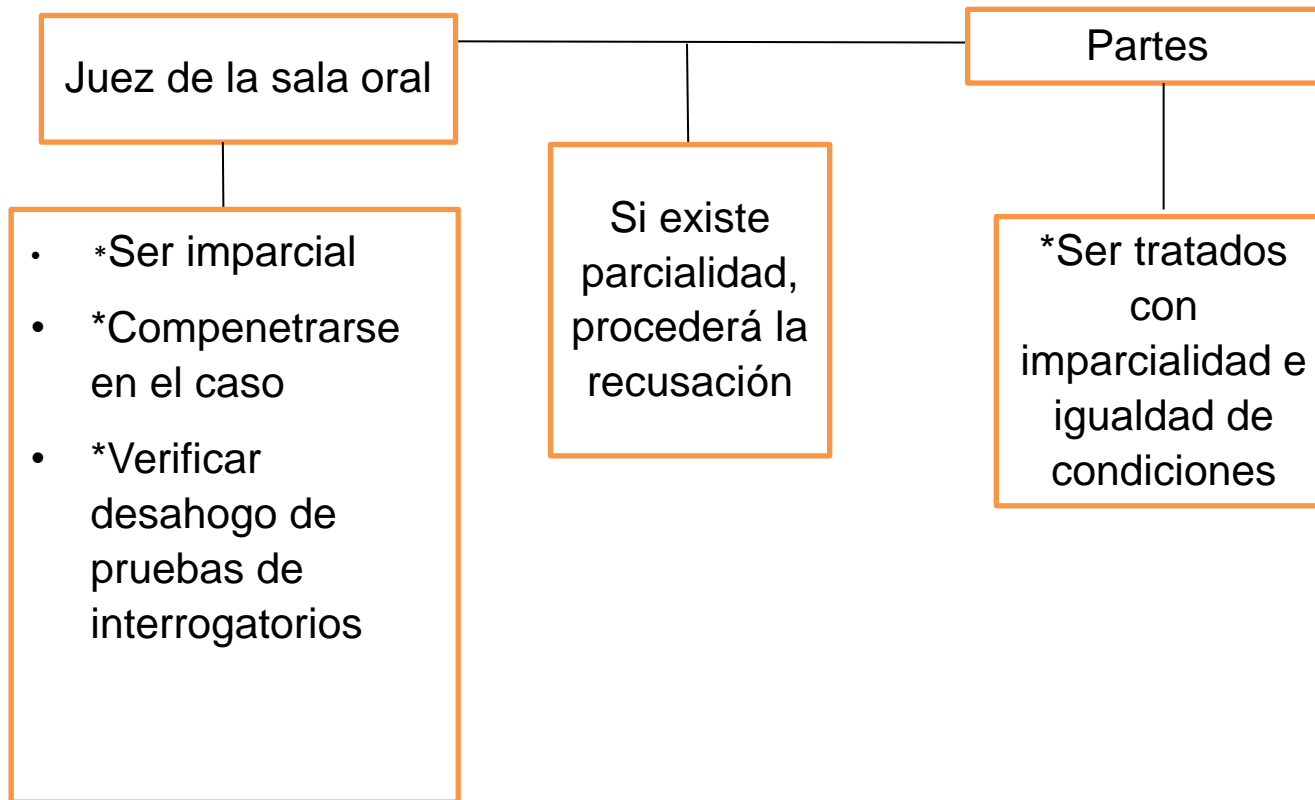 Juez de la sala oral
Partes
• *Ser imparcial
• *Compenetrarse
en el caso
• *Verificar
desahogo de
pruebas de
interrogatorios
Si existe
parcialidad,
procederá la
recusación
*Ser tratados
con
imparcialidad e
igualdad de
condiciones